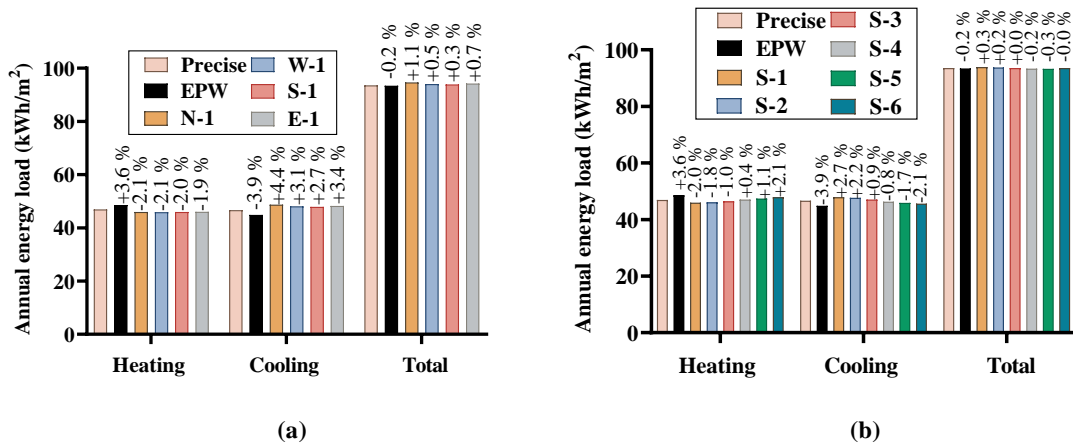 Annual energy load (kWh/m²)
100
80
60
40
20
0
Precise
EPW
N-1
W-1
S-1
E-1
+3.6 %
-2.1 %
-2.1 %
-2.0 %
-1.9 %
-3.9 %
+4.4 %
+3.1 %
+2.7 %
+3.4 %
-0.2 %
+1.1 %
+0.5 %
+0.3 %
+0.7 %
Heating
Cooling
Total
(a)
Annual energy load (kWh/m²)
100
80
60
40
20
0
Precise
EPW
S-1
S-2
S-3
S-4
S-5
S-6
+3.6 %
-2.0 %
-1.8 %
-1.0 %
+0.4 %
+1.1 %
+2.1 %
-3.9 %
+2.7 %
+2.2 %
+0.9 %
-0.8 %
-1.7 %
-2.1 %
-0.2 %
+0.3 %
+0.2 %
+0.0 %
-0.2 %
-0.3 %
-0.0 %
Heating
Cooling
Total
(b)